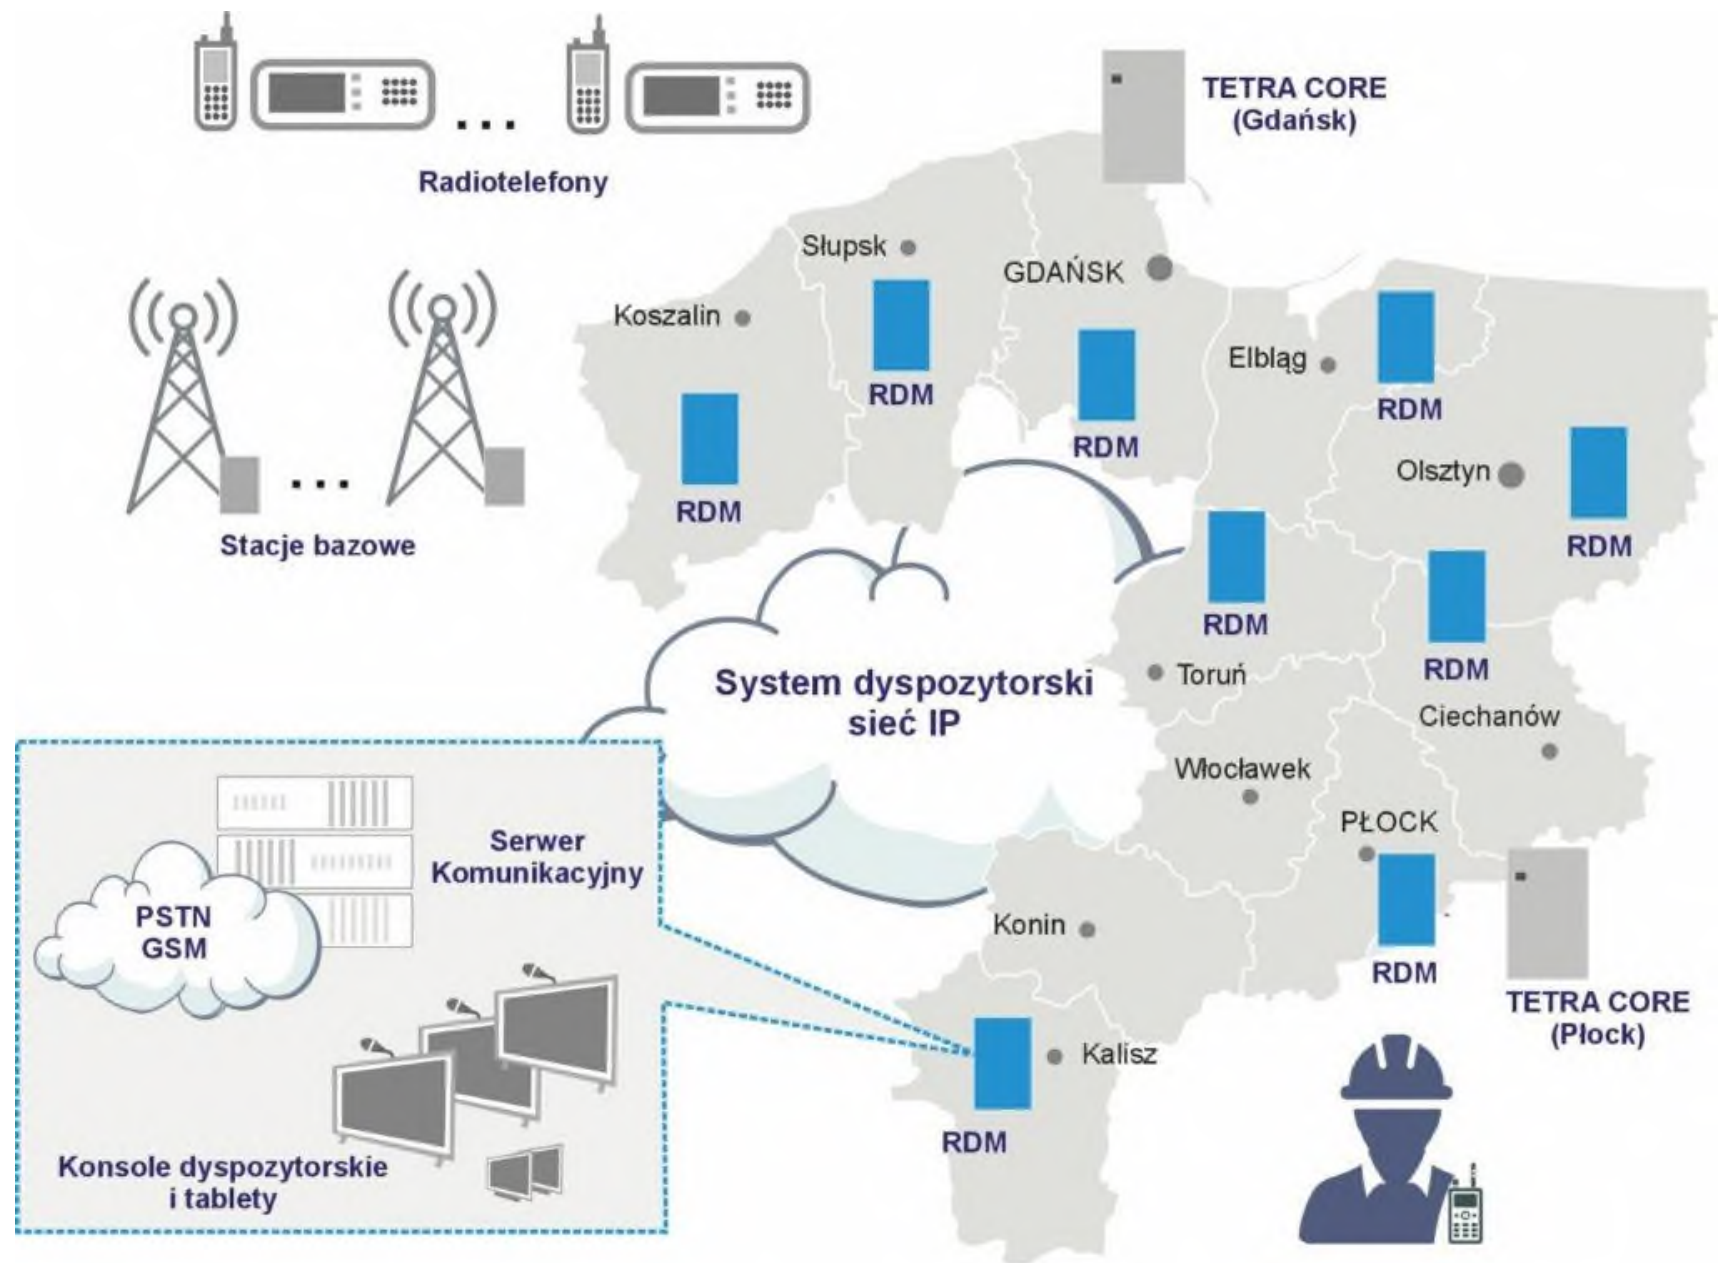 TETRA CORE
(Gdańsk)
...
Radiotelefony
Słupsk
GDAŃSK
Koszalin
Elbląg
RDM
RDM
RDM
RDM
Olsztyn
RDM
RDM
...
Stacje bazowe
RDM
RDM
System dyspozytorski
sieć IP
Toruń
Ciechanów
Włocławek
PŁOCK
Serwer
Komunikacyjny
PSTN
GSM
Konin
RDM
TETRA CORE
(Płock)
Kalisz
RDM
Konsole dyspozytorskie
i tablety